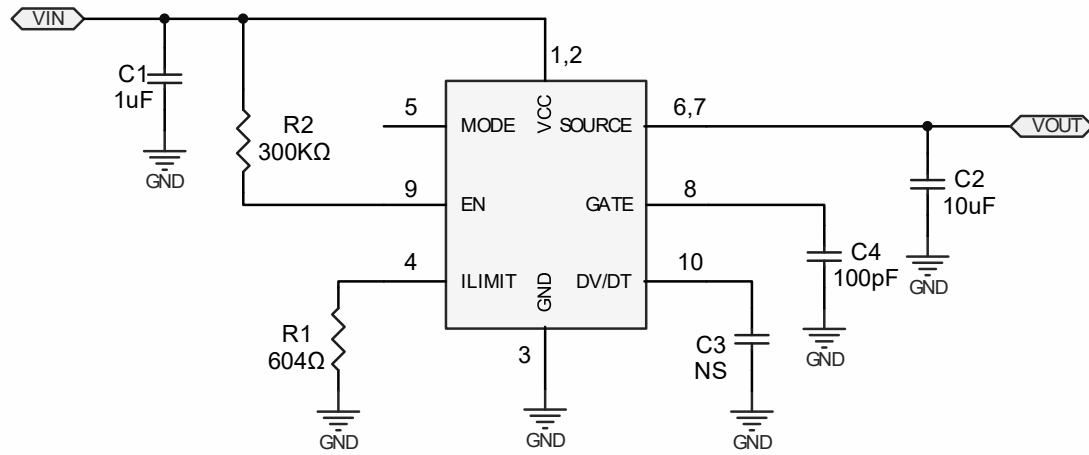 VIN
1,2
C1
1uF
5
MODE
VCC
SOURCE
6,7
VOUT
R2
300KΩ
GND
9
EN
GATE
8
C2
10uF
4
ILIMIT
GND
DV/DT
10
C4
100pF
GND
R1
604Ω
3
C3
NS
GND
GND
GND
GND